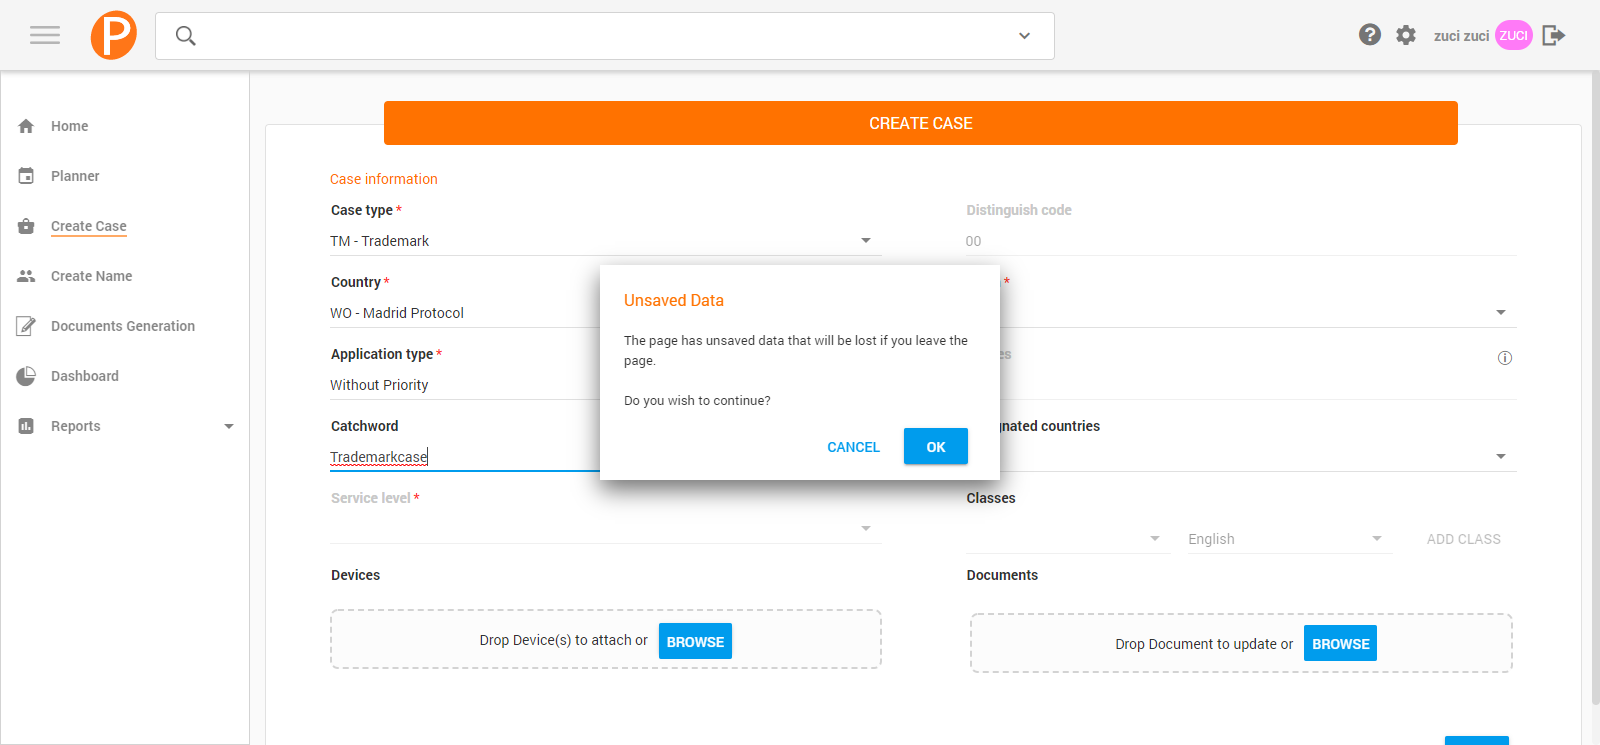 P
zuci zuci
ZUCI
Home
Planner
Create Case
Create Name
Documents Generation
Dashboard
Reports
CREATE CASE
Case information
Case type *
Distinguish code
TM - Trademark
00
Country *
*
WO - Madrid Protocol
Application type *
Without Priority
Catchword
nated countries
Trademarkcase
Unsaved Data
The page has unsaved data that will be lost if you leave the
page.
Do you wish to continue?
CANCEL
OK
Service level *
Classes
English
ADD CLASS
Devices
Documents
Drop Device(s) to attach or
BROWSE
Drop Document to update or
BROWSE